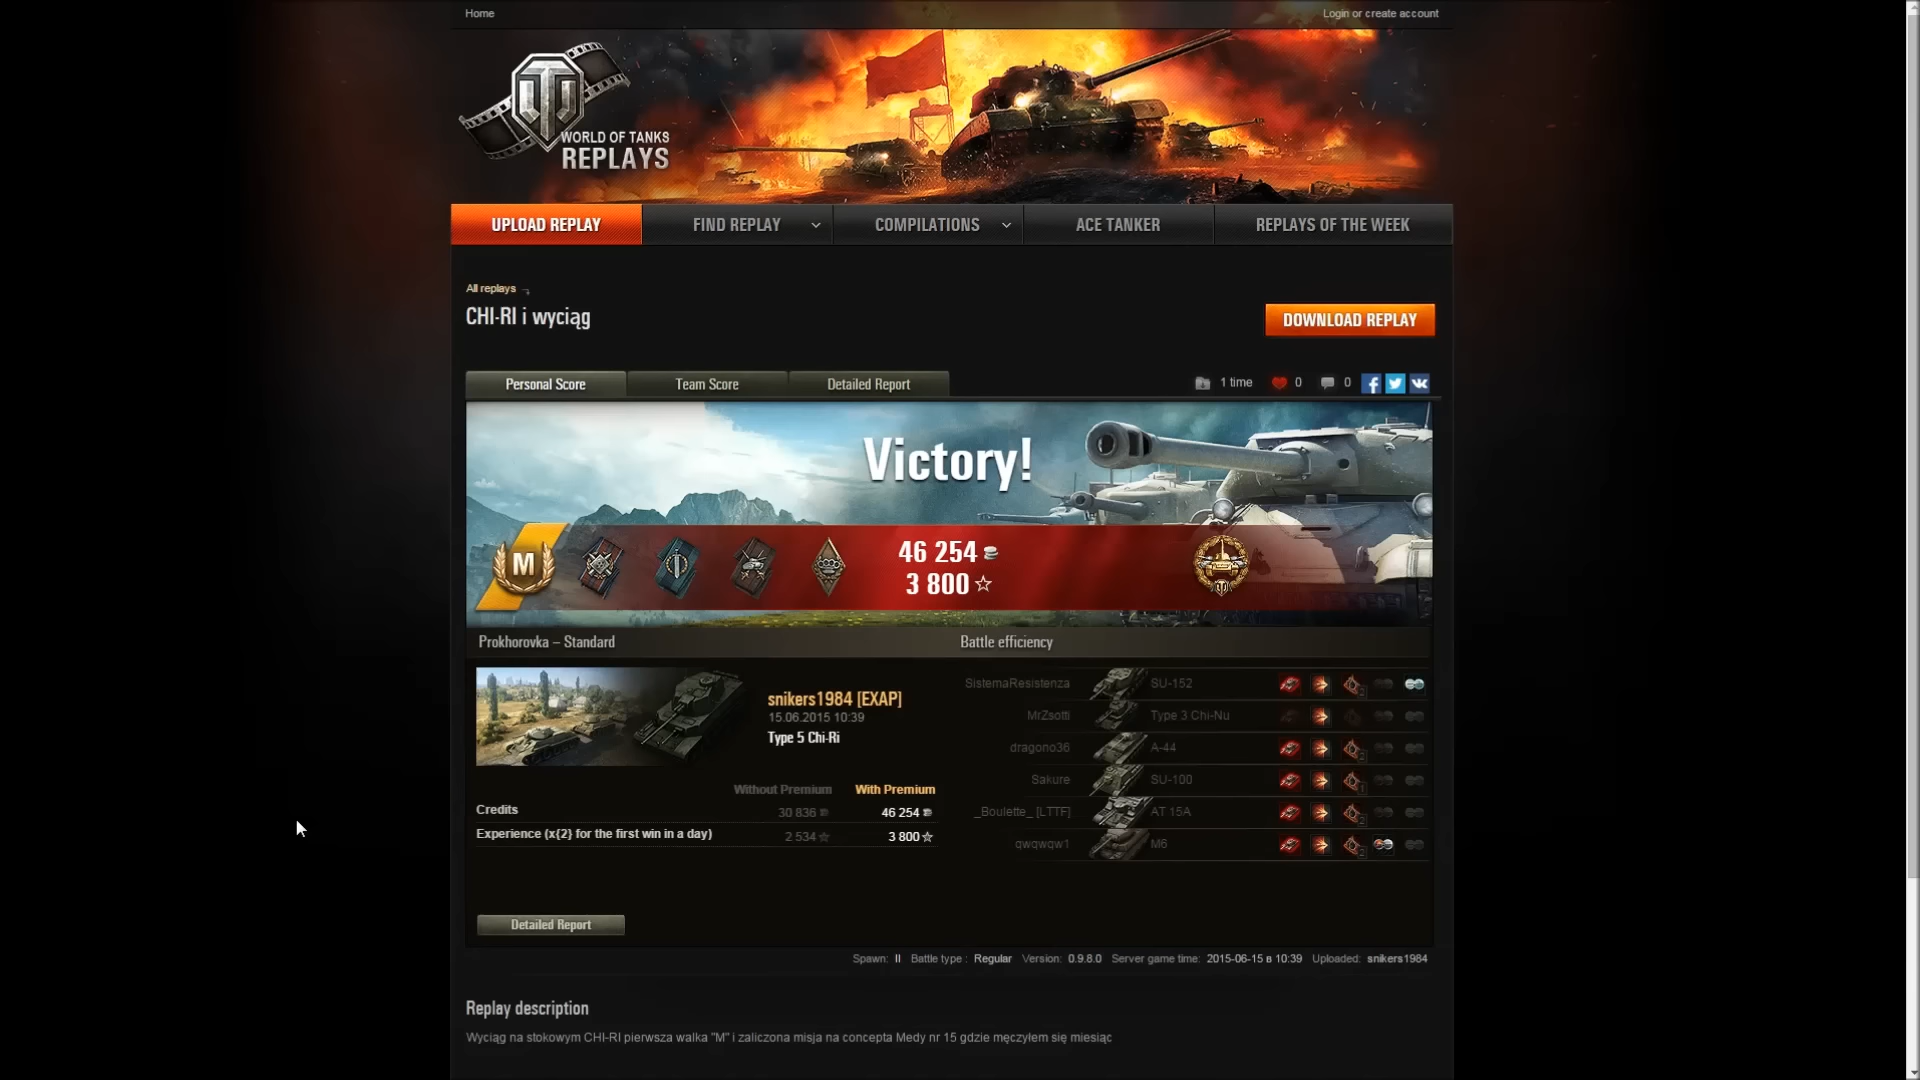 Home
Login or create account
WORLD OF TANKS
REPLAYS
UPLOAD REPLAY
FIND REPLAY
COMPILATIONS
ACE TANKER
REPLAYS OF THE WEEK
All replays
CHI-RI i wyciąg
DOWNLOAD REPLAY
Personal Score
Team Score
Detailed Report
1 time
0
0
Victory!
M
46 254
3 800
Prokhorovka – Standard
Battle efficiency
snikers1984 [EXAP]
15.06.2015 10:39
Type 5 Chi-Ri
Without Premium With Premium
Credits 30 836 46 254
Experience (x{2} for the first win in a day) 2 534 3 800
SistemaResistenza SU-152 2
MrZsotti Type 3 Chi-Nu
dragono36 A-44 2
Sakure SU-100 1
_Boulette_ [LTTF] AT 15A 2
qwqwqw1 M6 2
Detailed Report
Spawn: II Battle type : Regular Version: 0.9.8.0 Server game time: 2015-06-15 в 10:39 Uploaded: snikers1984
Replay description
Wyciąg na stokowym CHI-RI pierwsza walka "M" i zaliczona misja na concepta Medy nr 15 gdzie męczyłem się miesiąc